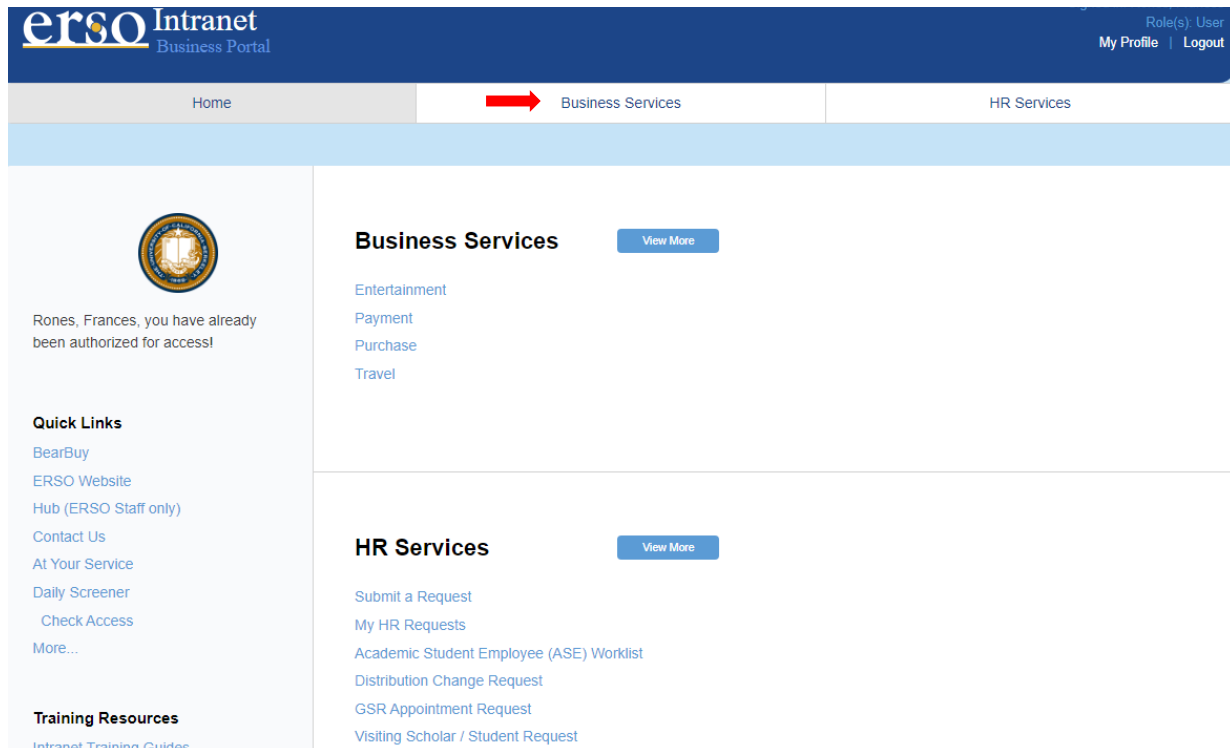 erso Intranet
Business Portal
Role(s): User
My Profile | Logout
Home
Business Services
HR Services
Rones, Frances, you have already
been authorized for access!
Quick Links
BearBuy
ERSO Website
Hub (ERSO Staff only)
Contact Us
At Your Service
Daily Screener
Check Access
More...
Training Resources
Intranet Training Guides
Business Services
View More
Entertainment
Payment
Purchase
Travel
HR Services
View More
Submit a Request
My HR Requests
Academic Student Employee (ASE) Worklist
Distribution Change Request
GSR Appointment Request
Visiting Scholar / Student Request